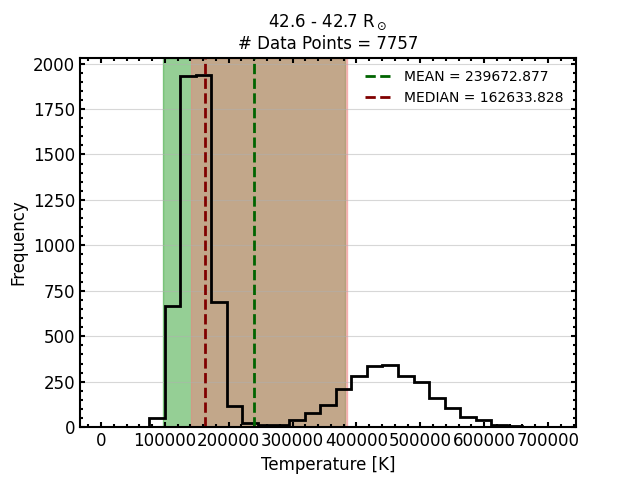 42.6 - 42.7 R⊙
# Data Points = 7757
MEAN = 239672.877
MEDIAN = 162633.828
Frequency
2000
1750
1500
1250
1000
750
500
250
0
0 100000 200000 300000 400000 500000 600000 700000
Temperature [K]